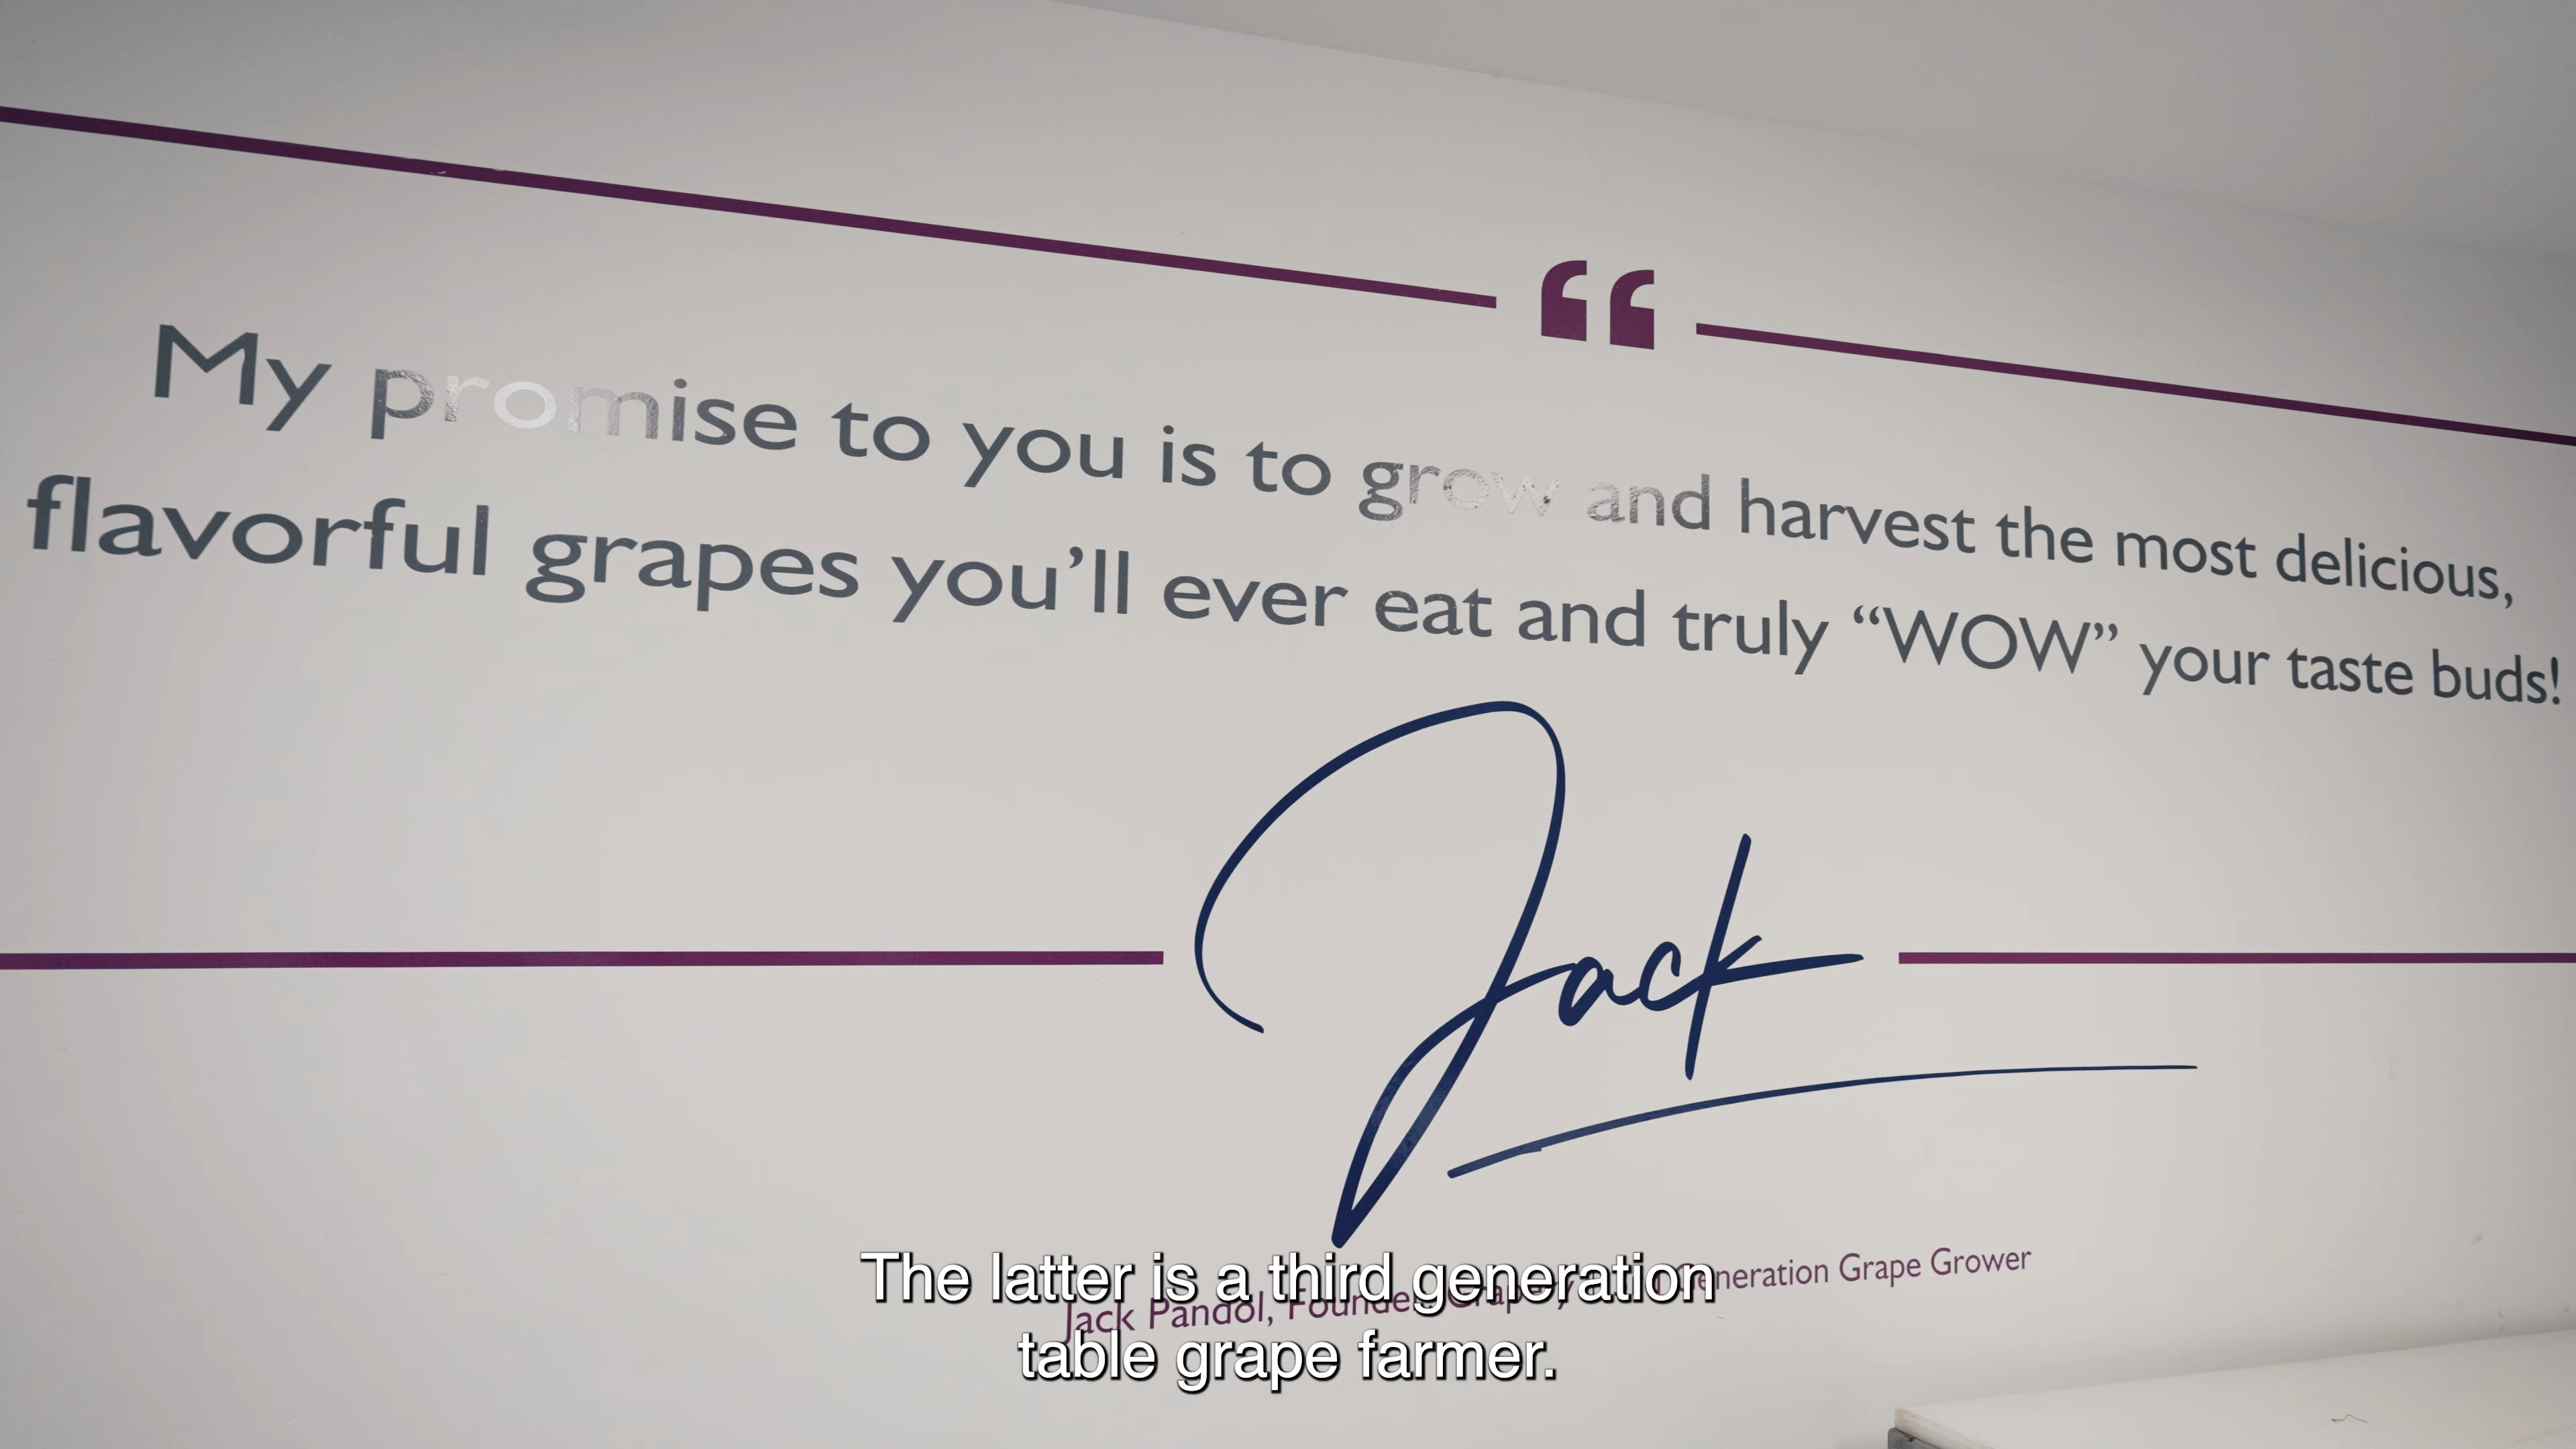 “
My promise to you is to grow and harvest the most delicious,
flavorful grapes you’ll ever eat and truly “WOW” your taste buds!
Jack
Jack Pandol, Founder Grapery Generation Grape Grower
The latter is a third generation
table grape farmer.